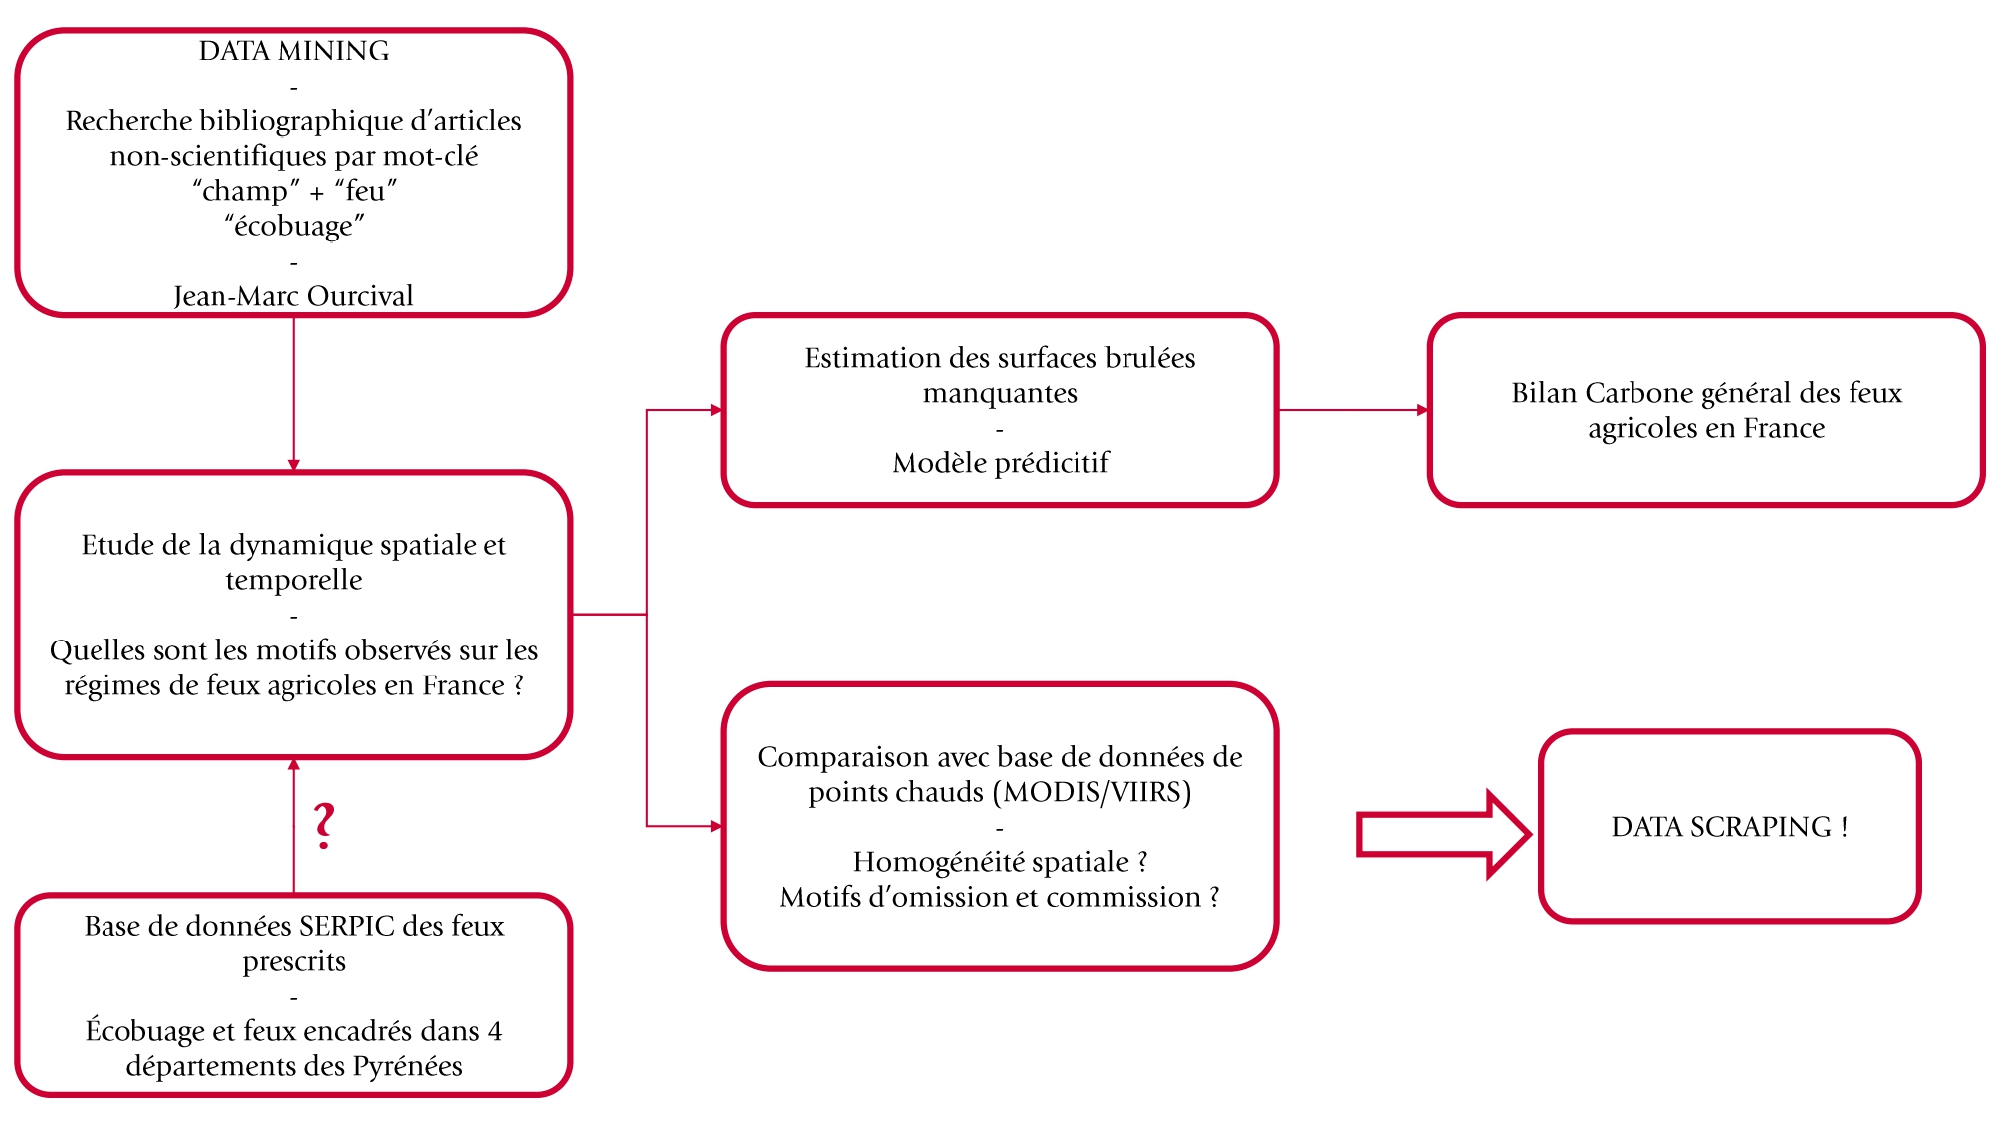 DATA MINING
-
Recherche bibliographique d’articles
non-scientifiques par mot-clé
“champ” + “feu”
“écobuage”
-
Jean-Marc Ourcival
Etude de la dynamique spatiale et
temporelle
-
Quelles sont les motifs observés sur les
régimes de feux agricoles en France ?
?
Base de données SERPIC des feux
prescrits
-
Écobuage et feux encadrés dans 4
départements des Pyrénées
Estimation des surfaces brulées
manquantes
-
Modèle prédicitif
Bilan Carbone général des feux
agricoles en France
Comparaison avec base de données de
points chauds (MODIS/VIIRS)
-
Homogénéité spatiale ?
Motifs d’omission et commission ?
DATA SCRAPING !